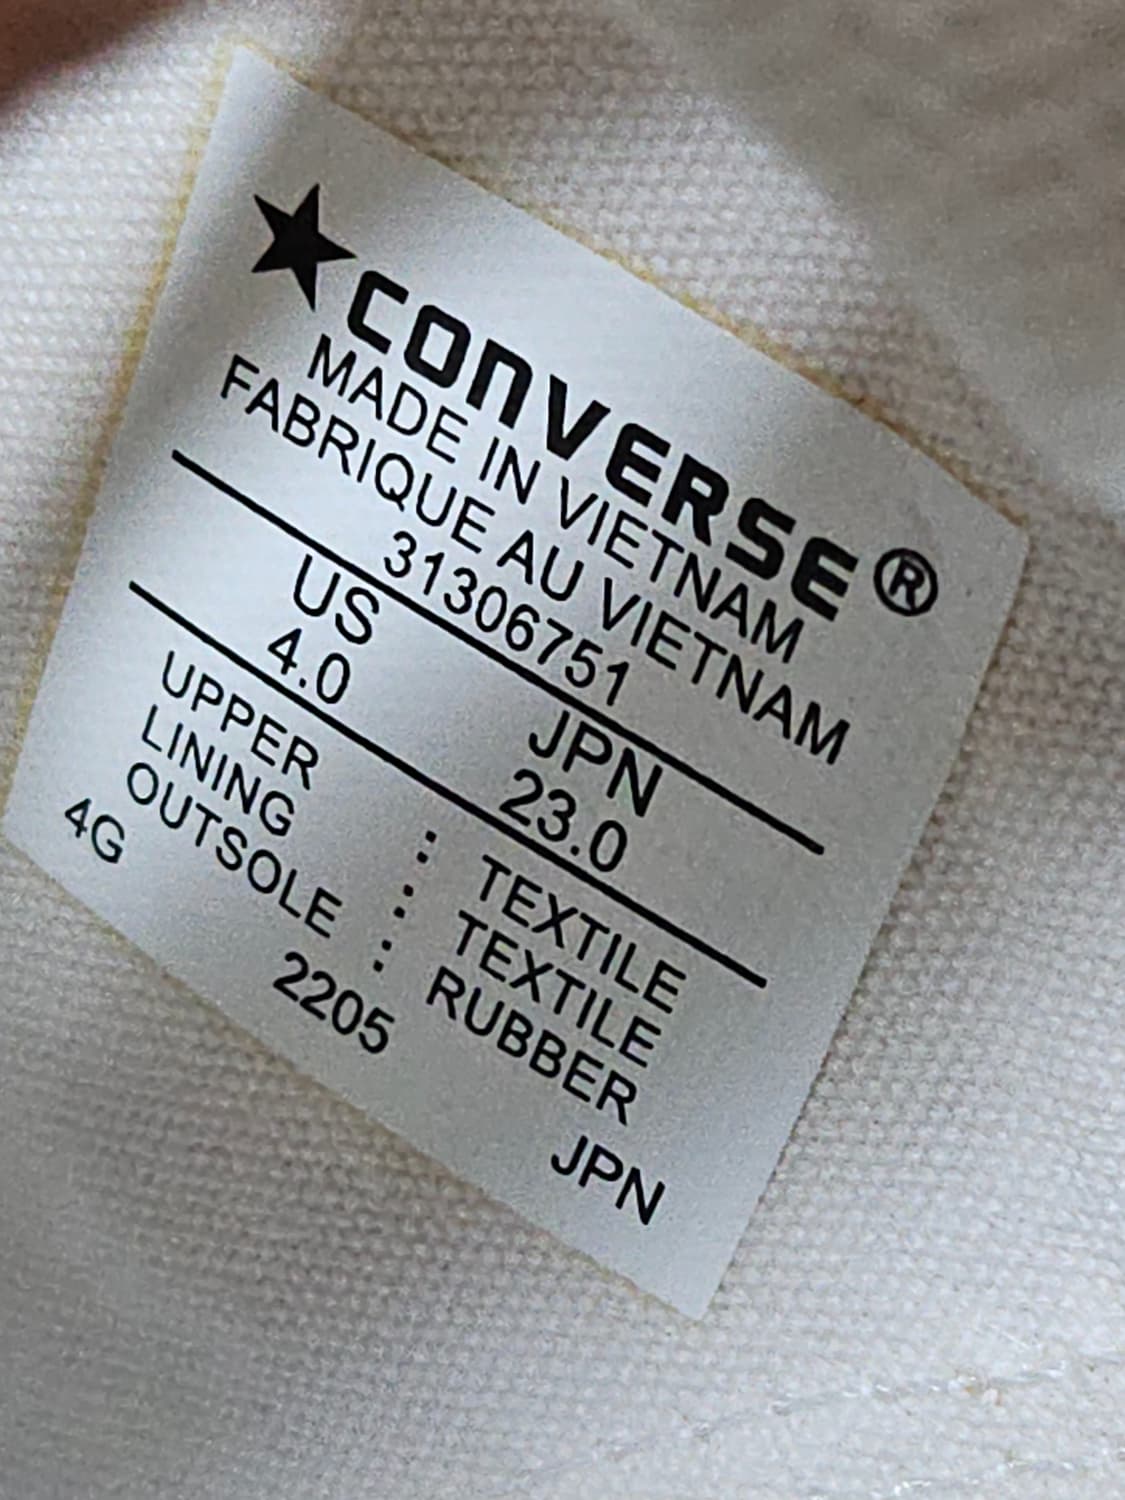 CONVERSE®
MADE IN VIETNAM
FABRIQUE AU VIETNAM
31306751
US JPN
4.0 23.0
UPPER : TEXTILE
LINING : TEXTILE
OUTSOLE : RUBBER
4G 2205 JPN